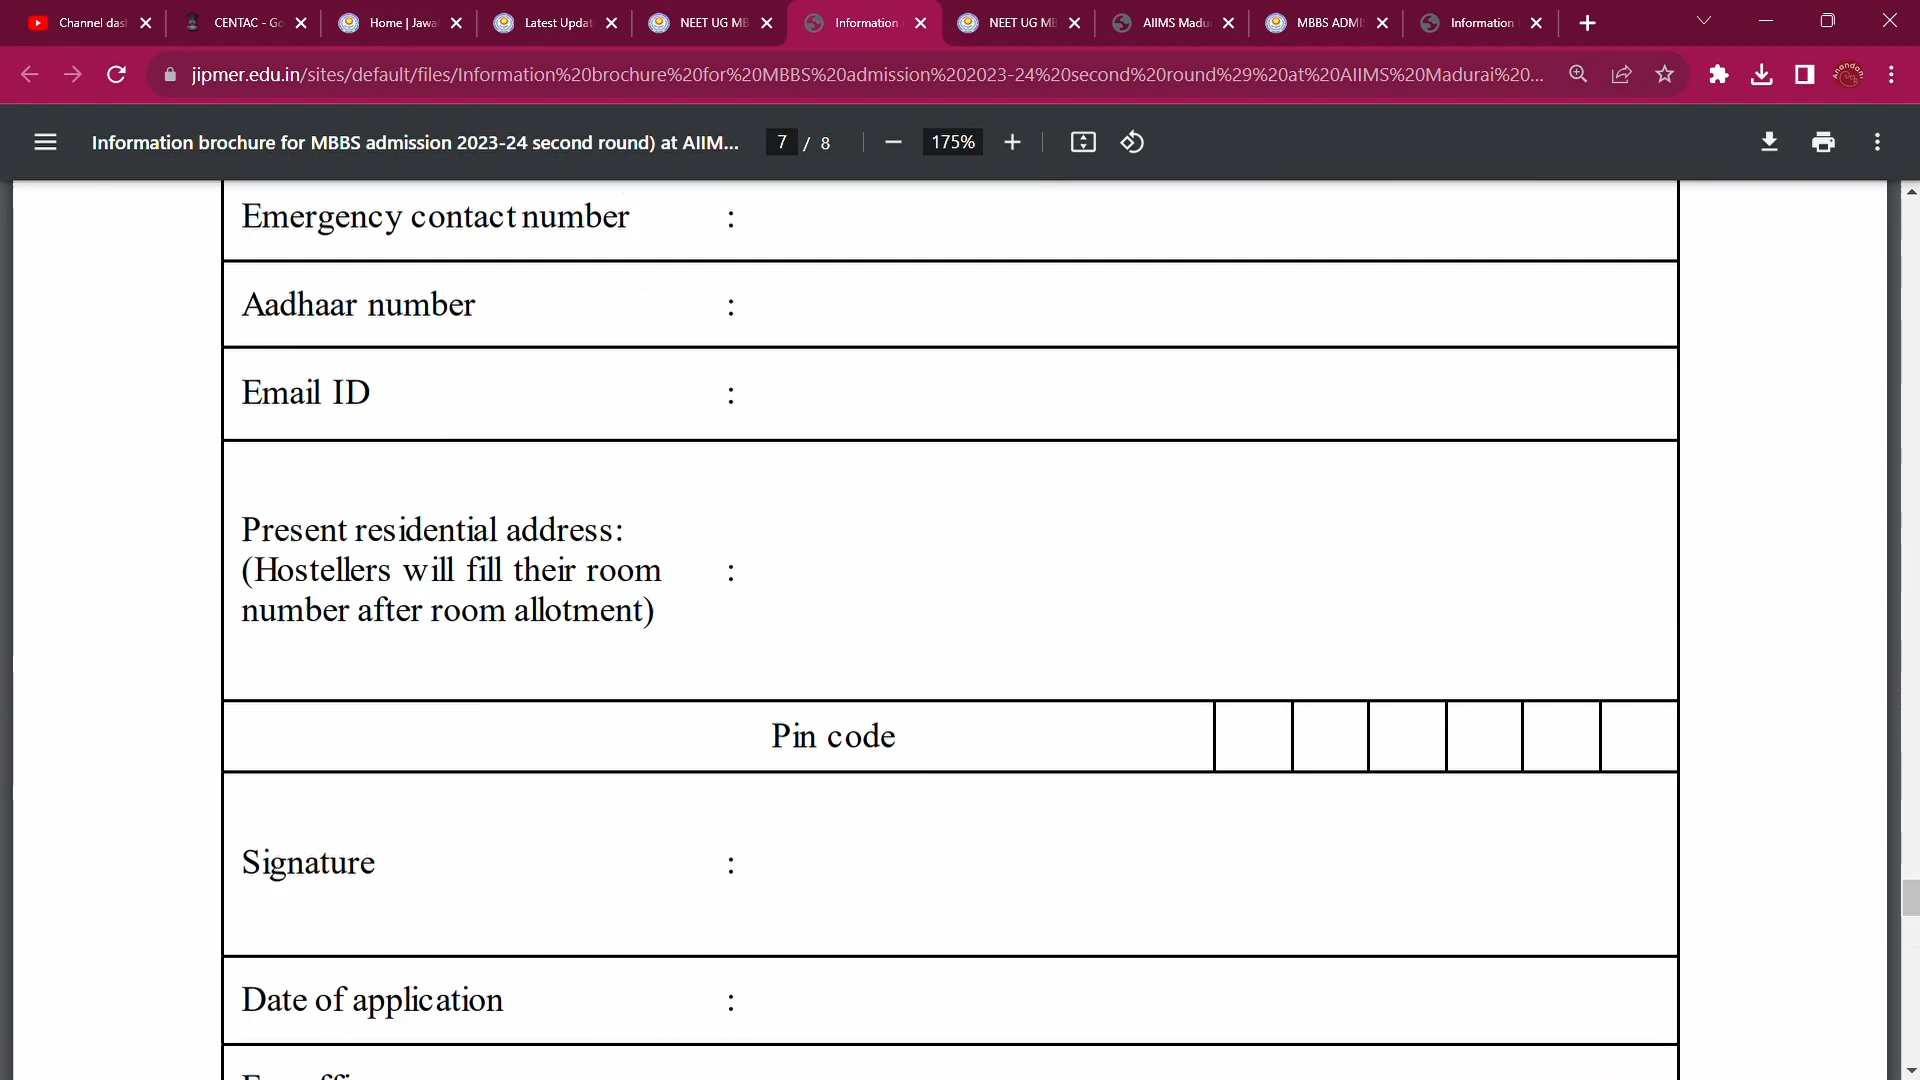 Channel das
CENTAC - Go
Home | Jawa
Latest Updat
NEET UG MB
Information
NEET UG MB
AIIMS Madu
MBBS ADMI
Information
jipmer.edu.in/sites/default/files/Information%20brochure%20for%20MBBS%20admission%202023-24%20second%20round%29%20at%20AIIMS%20Madurai%20...
Information brochure for MBBS admission 2023-24 second round) at AIIM...
7 / 8
175%
Emergency contact number :
Aadhaar number :
Email ID :
Present residential address:
(Hostellers will fill their room :
number after room allotment)
Pin code
Signature :
Date of application :